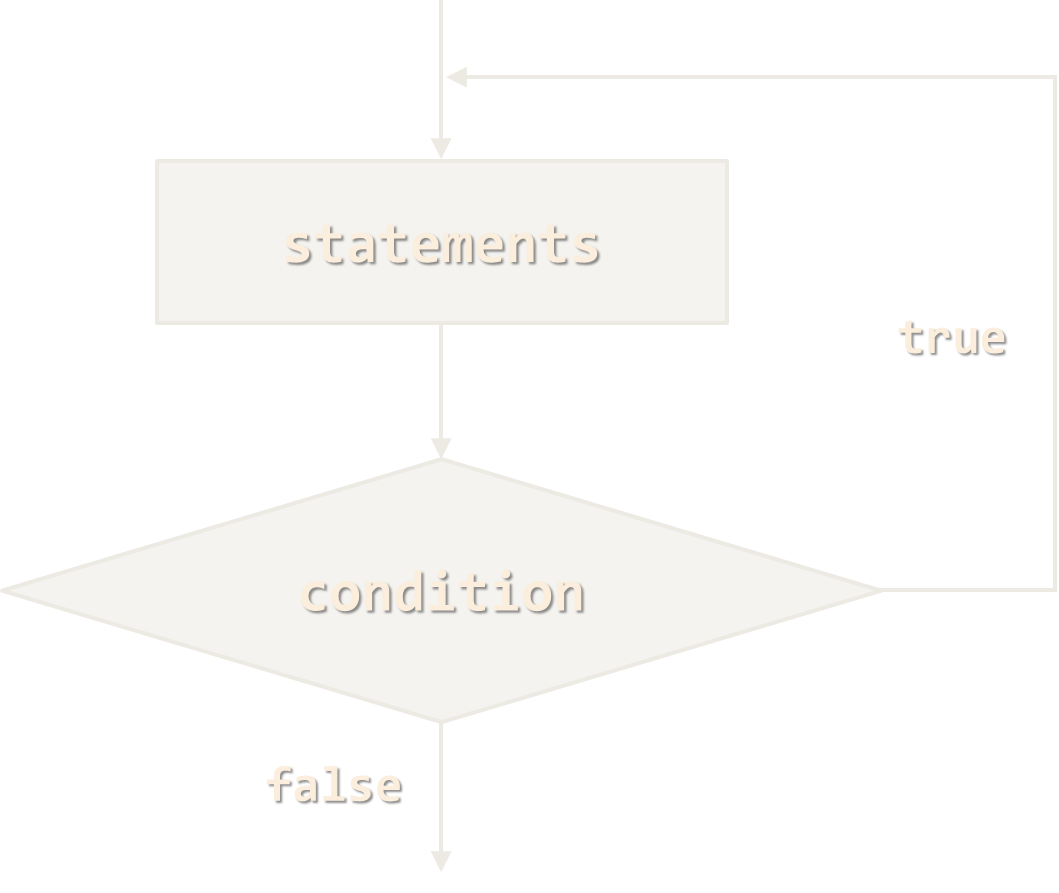 statements
true
condition
false